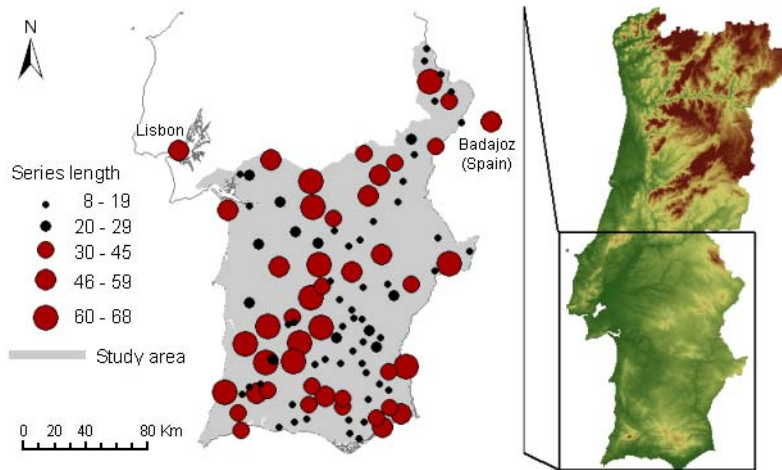 N
Lisbon
Badajoz
(Spain)
Series length
8 - 19
20 - 29
30 - 45
46 - 59
60 - 68
Study area
0 20 40 80 Km